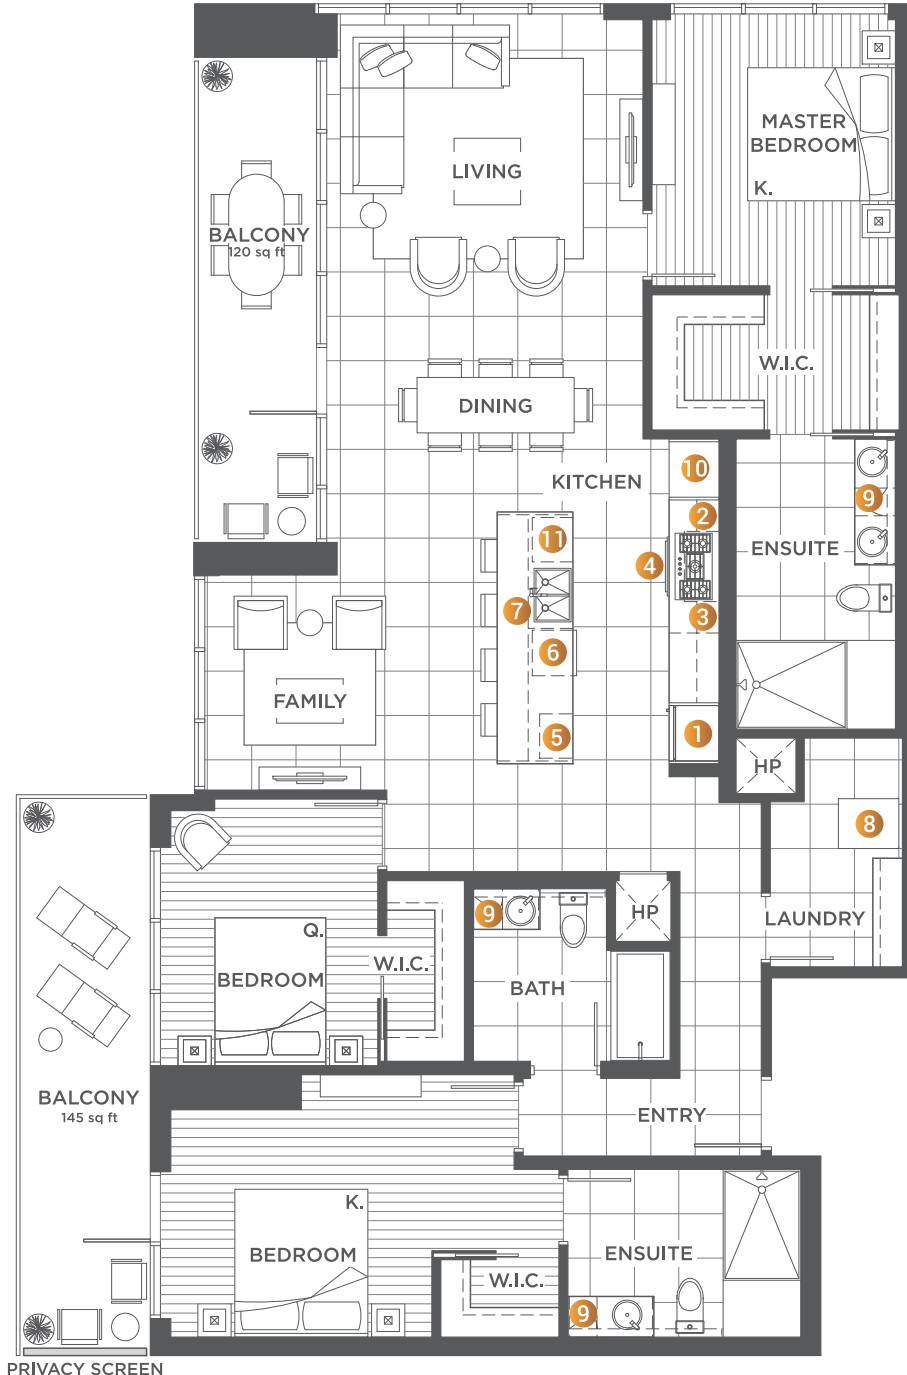 MASTER
BEDROOM
K.
LIVING
BALCONY
120 sq ft
W.I.C.
DINING
KITCHEN
10
9
2
11
ENSUITE
4
7
3
6
FAMILY
1
5
HP
8
9
HP
LAUNDRY
Q.
W.I.C.
BEDROOM
BATH
BALCONY
145 sq ft
ENTRY
K.
BEDROOM
ENSUITE
W.I.C.
9
PRIVACY SCREEN